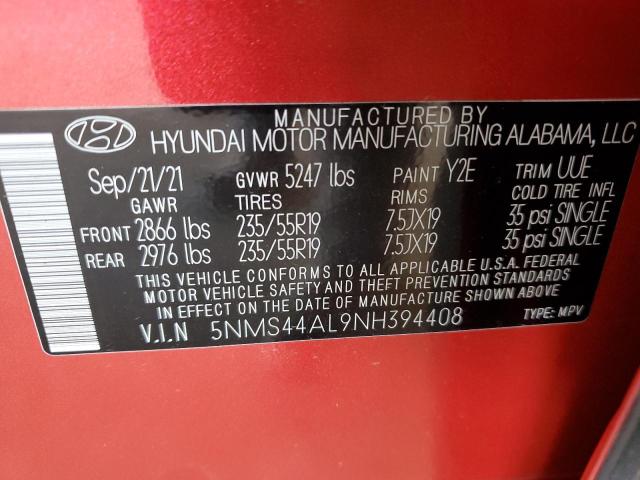 MANUFACTURED BY
HYUNDAI MOTOR MANUFACTURING ALABAMA, LLC
Sep/21/21 GVWR 5247 lbs PAINT Y2E TRIM UUE
GAWR TIRES RIMS COLD TIRE INFL
FRONT 2866 lbs 235/55R19 7.5JX19 35 psi SINGLE
REAR 2976 lbs 235/55R19 7.5JX19 35 psi SINGLE
THIS VEHICLE CONFORMS TO ALL APPLICABLE U.S.A. FEDERAL
MOTOR VEHICLE SAFETY AND THEFT PREVENTION STANDARDS
IN EFFECT ON THE DATE OF MANUFACTURE SHOWN ABOVE
V.I.N 5NMS44AL9NH394408 TYPE: MPV